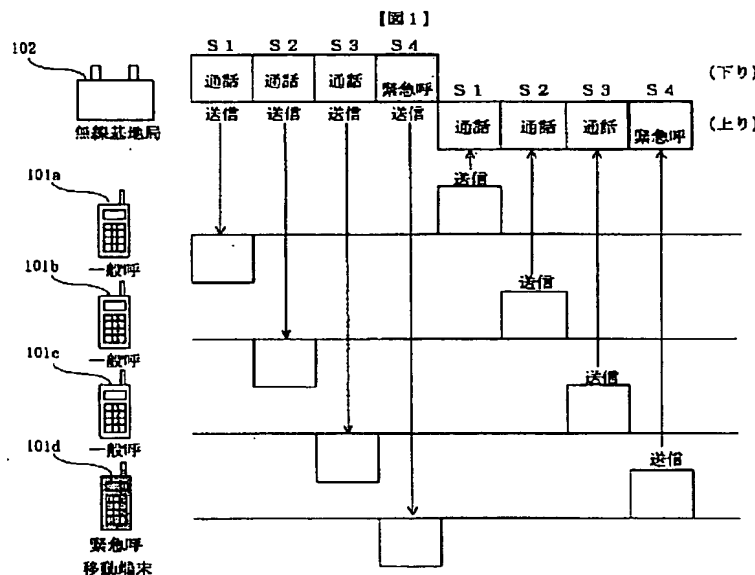 【図1】
102
S1 S2 S3 S4
通話 通話 通話 緊急呼
(下り)
送信 送信 送信 送信
S1 S2 S3 S4
通話 通話 通話 緊急呼
(上り)
無線基地局
101a
送信
一般呼
101b
送信
一般呼
101c
送信
一般呼
101d
送信
緊急呼
移動端末